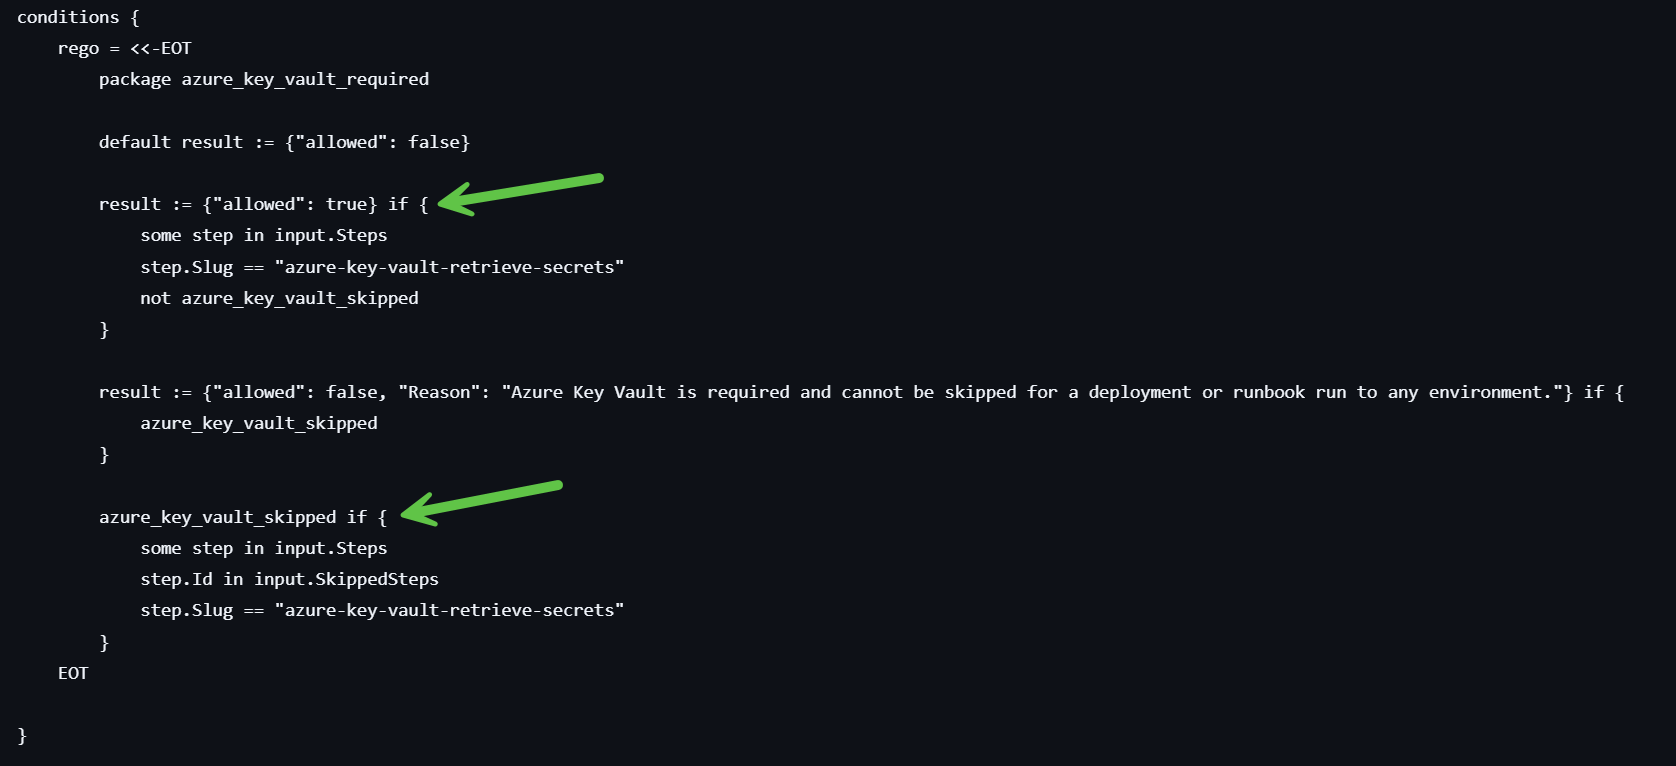 conditions {
    rego = <<-EOT
        package azure_key_vault_required

        default result := {"allowed": false}

        result := {"allowed": true} if {
            some step in input.Steps
            step.Slug == "azure-key-vault-retrieve-secrets"
            not azure_key_vault_skipped
        }

        result := {"allowed": false, "Reason": "Azure Key Vault is required and cannot be skipped for a deployment or runbook run to any environment."} if {
            azure_key_vault_skipped
        }

        azure_key_vault_skipped if {
            some step in input.Steps
            step.Id in input.SkippedSteps
            step.Slug == "azure-key-vault-retrieve-secrets"
        }
    EOT

}